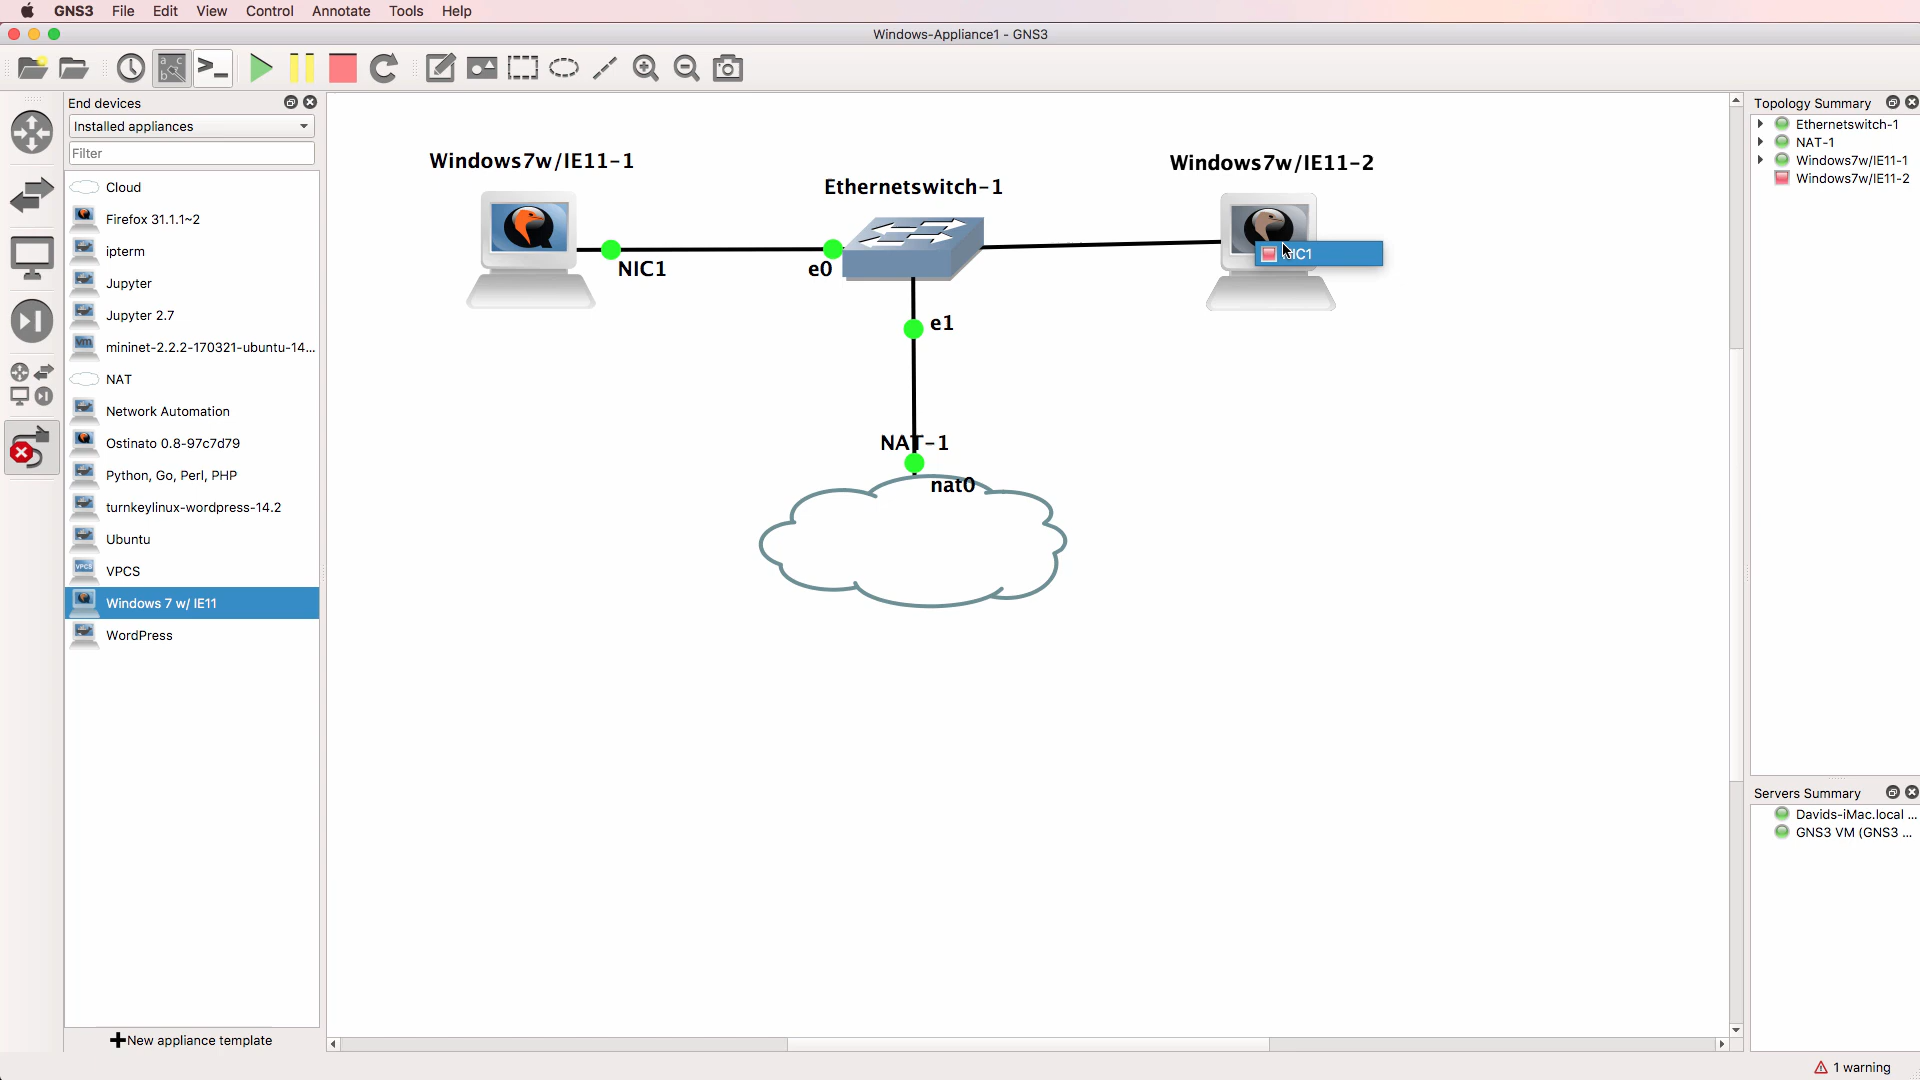 GNS3 File Edit View Control Annotate Tools Help
Windows-Appliance1 - GNS3
End devices
Installed appliances
Filter
Cloud
Firefox 31.1.1~2
ipterm
Jupyter
Jupyter 2.7
mininet-2.2.2-170321-ubuntu-14...
NAT
Network Automation
Ostinato 0.8-97c7d79
Python, Go, Perl, PHP
turnkeylinux-wordpress-14.2
Ubuntu
VPCS
Windows 7 w/ IE11
WordPress
New appliance template
Windows7w/IE11-1
NIC1
e0
Ethernetswitch-1
e1
NAT-1
nat0
Windows7w/IE11-2
NIC1
Topology Summary
Ethernetswitch-1
NAT-1
Windows7w/IE11-1
Windows7w/IE11-2
Servers Summary
Davids-iMac.local ...
GNS3 VM (GNS3 ...
1 warning